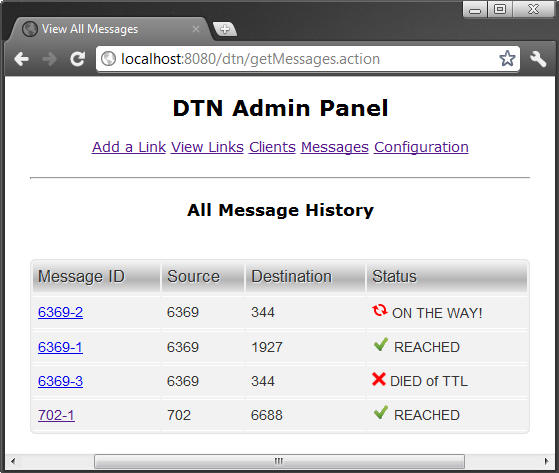 View All Messages
localhost:8080/dtn/getMessages.action
DTN Admin Panel
Add a Link View Links Clients Messages Configuration
All Message History
Message ID Source Destination Status
6369-2 6369 344 ON THE WAY!
6369-1 6369 1927 REACHED
6369-3 6369 344 DIED of TTL
702-1 702 6688 REACHED